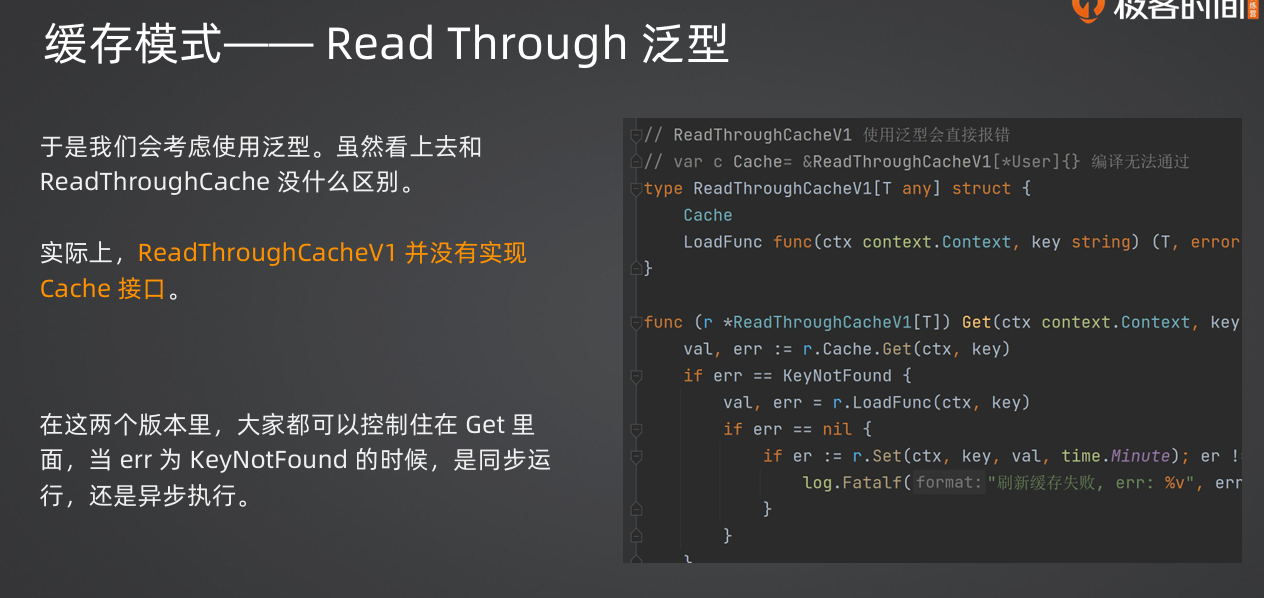 极客时间
缓存模式—— Read Through 泛型
于是我们会考虑使用泛型。虽然看上去和
ReadThroughCache 没什么区别。
实际上，ReadThroughCacheV1 并没有实现
Cache 接口。
在这两个版本里，大家都可以控制住在 Get 里
面，当 err 为 KeyNotFound 的时候，是同步运
行，还是异步执行。
// ReadThroughCacheV1 使用泛型会直接报错
// var c Cache= &ReadThroughCacheV1[*User]{} 编译无法通过
type ReadThroughCacheV1[T any] struct {
Cache
LoadFunc func(ctx context.Context, key string) (T, error
}
func (r *ReadThroughCacheV1[T]) Get(ctx context.Context, key
val, err := r.Cache.Get(ctx, key)
if err == KeyNotFound {
val, err = r.LoadFunc(ctx, key)
if err == nil {
if er := r.Set(ctx, key, val, time.Minute); er !
log.Fatalf( format: "刷新缓存失败, err: %v", err
}
}
}